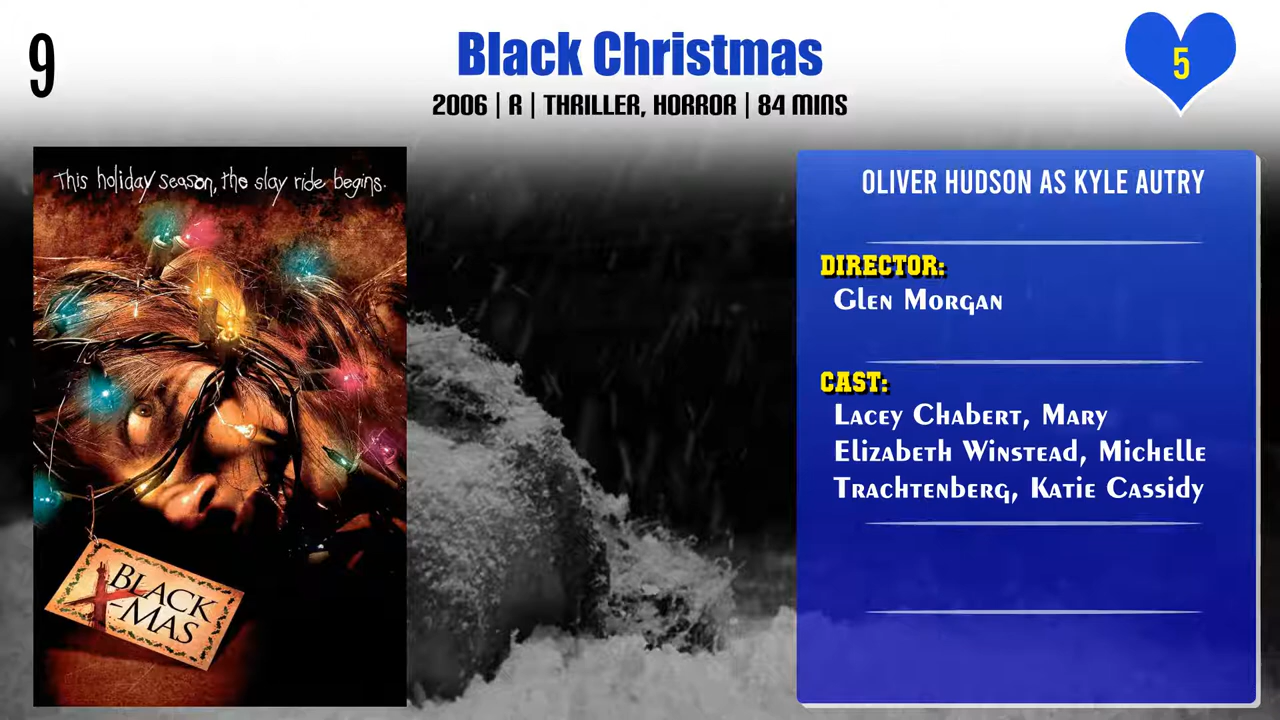 9
Black Christmas
5
2006 | R | THRILLER, HORROR | 84 MINS
This holiday season, the slay ride begins.
BLACK
X-MAS
OLIVER HUDSON AS KYLE AUTRY
DIRECTOR:
Glen Morgan
CAST:
Lacey Chabert, Mary
Elizabeth Winstead, Michelle
Trachtenberg, Katie Cassidy